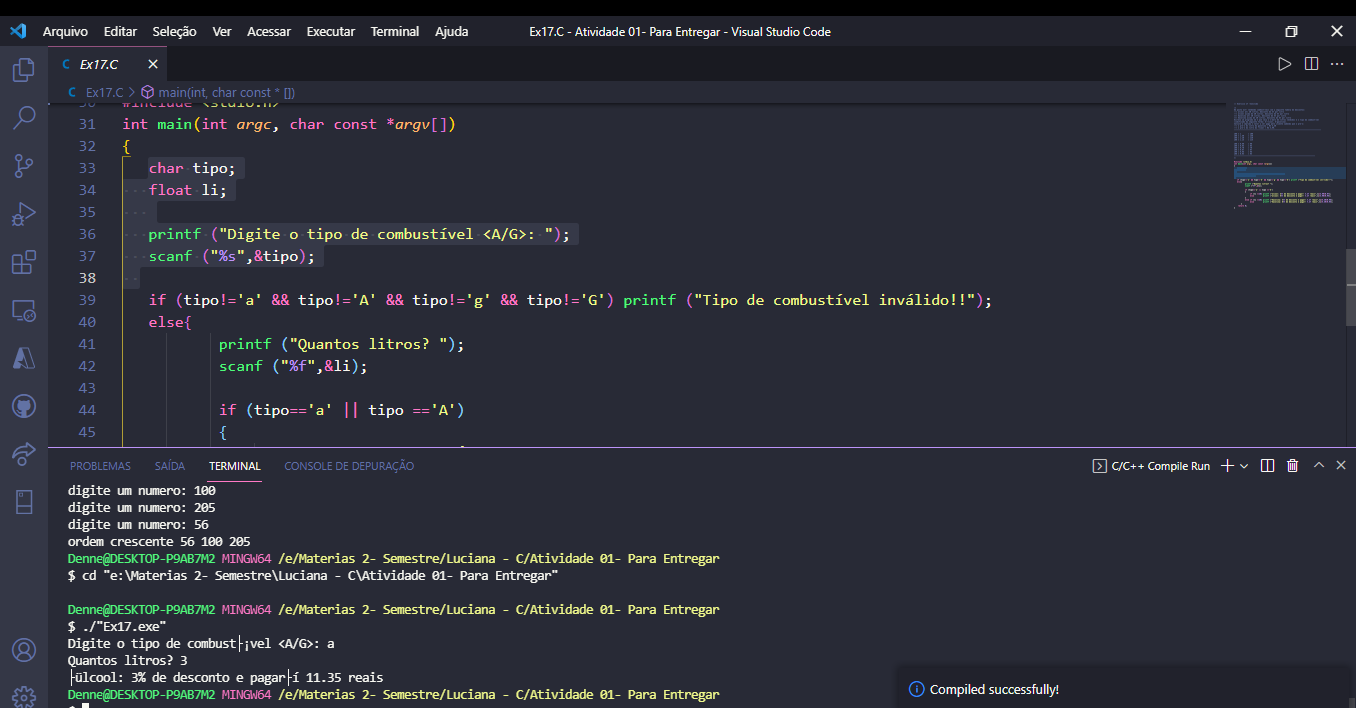 Arquivo Editar Seleção Ver Acessar Executar Terminal Ajuda
Ex17.C - Atividade 01- Para Entregar - Visual Studio Code
C Ex17.C
C Ex17.C > main(int, char const * [])
30 #include <stdio.h>
31 int main(int argc, char const *argv[])
32 {
33 char tipo;
34 float li;
35
36 printf ("Digite o tipo de combustível <A/G>: ");
37 scanf ("%s",&tipo);
38
39 if (tipo!='a' && tipo!='A' && tipo!='g' && tipo!='G') printf ("Tipo de combustível inválido!!");
40 else{
41 printf ("Quantos litros? ");
42 scanf ("%f",&li);
43
44 if (tipo=='a' || tipo =='A')
45 {
PROBLEMAS SAÍDA TERMINAL CONSOLE DE DEPURAÇÃO
C/C++ Compile Run
digite um numero: 100
digite um numero: 205
digite um numero: 56
ordem crescente 56 100 205
Denne@DESKTOP-P9AB7M2 MINGW64 /e/Materias 2- Semestre/Luciana - C/Atividade 01- Para Entregar
$ cd "e:\Materias 2- Semestre\Luciana - C\Atividade 01- Para Entregar"
Denne@DESKTOP-P9AB7M2 MINGW64 /e/Materias 2- Semestre/Luciana - C/Atividade 01- Para Entregar
$ ./"Ex17.exe"
Digite o tipo de combust├¡vel <A/G>: a
Quantos litros? 3
├ülcool: 3% de desconto e pagar├í 11.35 reais
Denne@DESKTOP-P9AB7M2 MINGW64 /e/Materias 2- Semestre/Luciana - C/Atividade 01- Para Entregar
$
Compiled successfully!